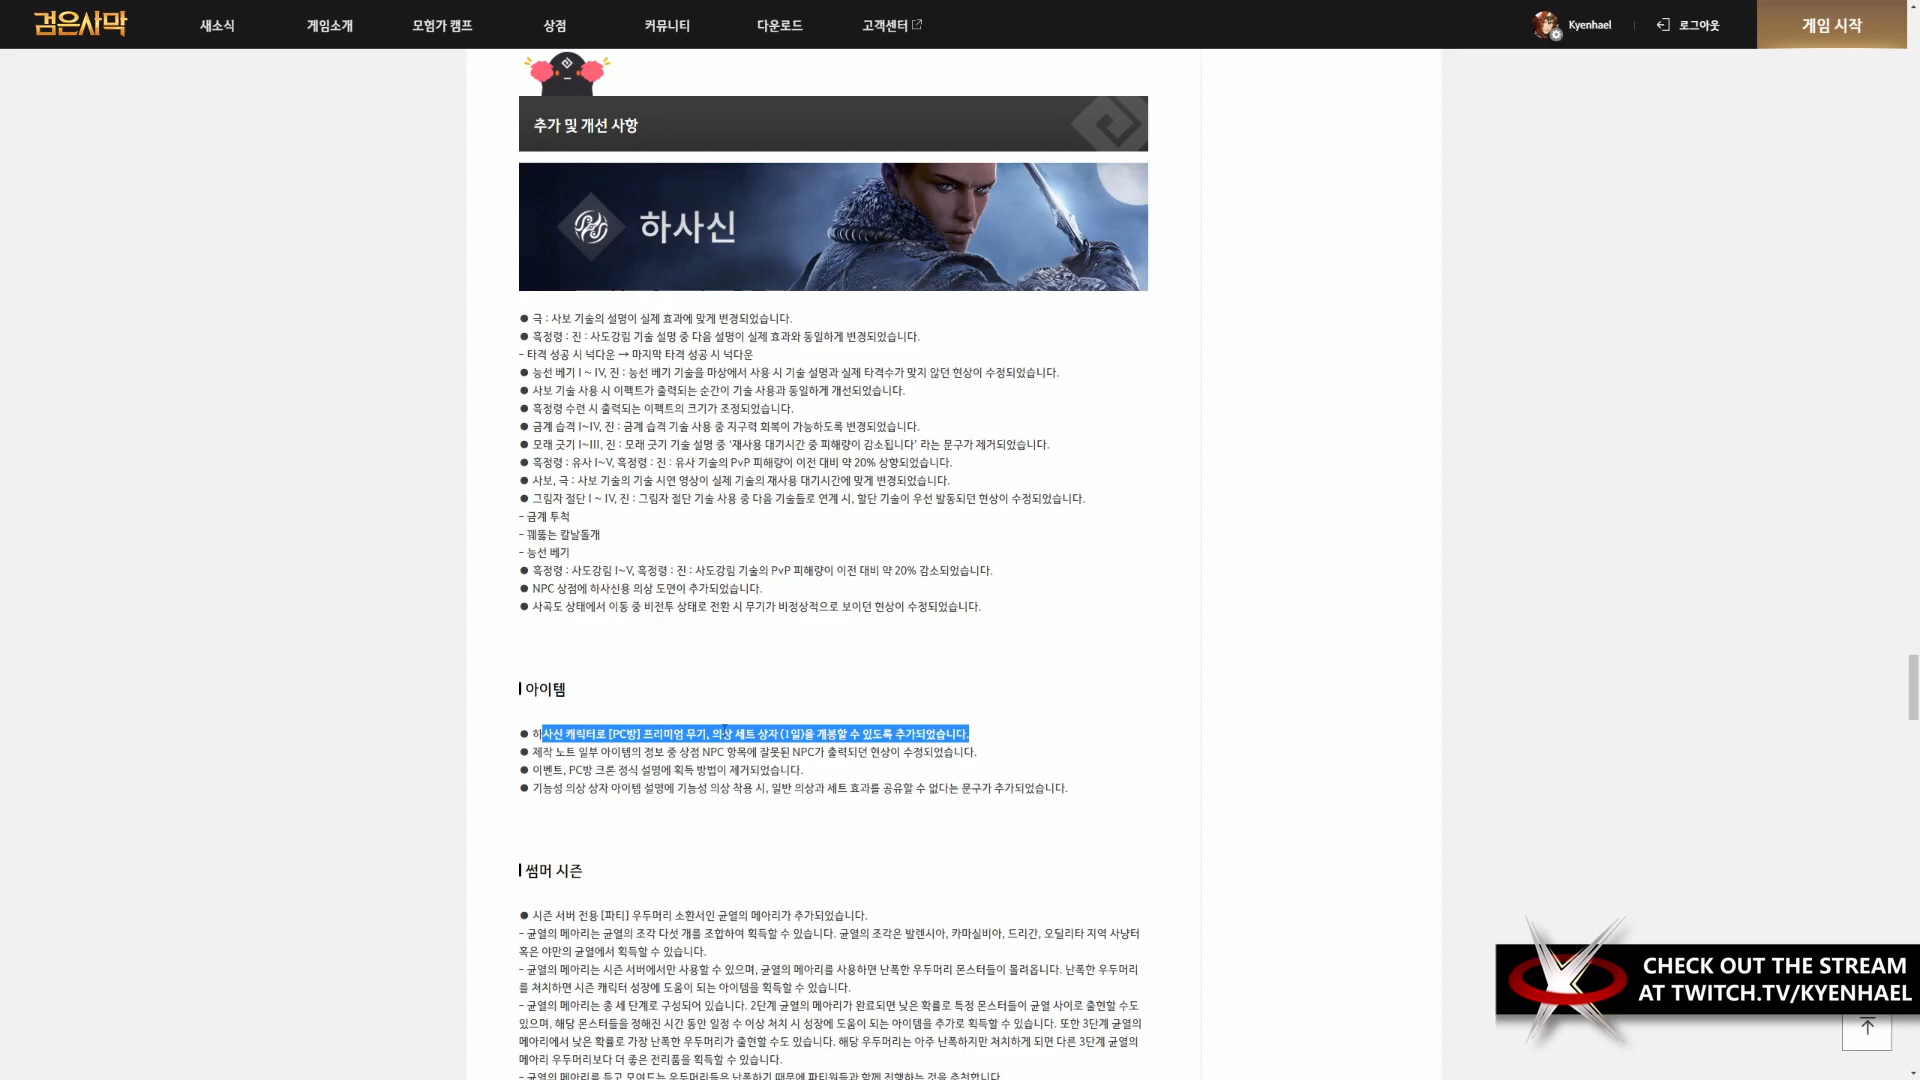 검은사막 새소식 게임소개 모험가 캠프 상점 커뮤니티 다운로드 고객센터 Kyenhael 로그아웃 게임 시작
추가 및 개선 사항
하사신
● 극 : 사보 기술의 설명이 실제 효과에 맞게 변경되었습니다.
● 흑정령 : 진 : 사도강림 기술 설명 중 다음 설명이 실제 효과와 동일하게 변경되었습니다.
- 타격 성공 시 넉다운 → 마지막 타격 성공 시 넉다운
● 능선 베기 I ~ IV, 진 : 능선 베기 기술을 마상에서 사용 시 기술 설명과 실제 타격수가 맞지 않던 현상이 수정되었습니다.
● 사보 기술 사용 시 이펙트가 출력되는 순간이 기술 사용과 동일하게 개선되었습니다.
● 흑정령 수련 시 출력되는 이펙트의 크기가 조정되었습니다.
● 금계 습격 I~IV, 진 : 금계 습격 기술 사용 중 지구력 회복이 가능하도록 변경되었습니다.
● 모래 긋기 I~III, 진 : 모래 긋기 기술 설명 중 '재사용 대기시간 중 피해량이 감소됩니다' 라는 문구가 제거되었습니다.
● 흑정령 : 유사 I~V, 흑정령 : 진 : 유사 기술의 PvP 피해량이 이전 대비 약 20% 상향되었습니다.
● 사보, 극 : 사보 기술의 기술 시연 영상이 실제 기술의 재사용 대기시간에 맞게 변경되었습니다.
● 그림자 절단 I ~ IV, 진 : 그림자 절단 기술 사용 중 다음 기술들로 연계 시, 할단 기술이 우선 발동되던 현상이 수정되었습니다.
- 금계 투척
- 꿰뚫는 칼날돌개
- 능선 베기
● 흑정령 : 사도강림 I~V, 흑정령 : 진 : 사도강림 기술의 PvP 피해량이 이전 대비 약 20% 감소되었습니다.
● NPC 상점에 하사신용 의상 도면이 추가되었습니다.
● 사곡도 상태에서 이동 중 비전투 상태로 전환 시 무기가 비정상적으로 보이던 현상이 수정되었습니다.
아이템
● 하사신 캐릭터로 [PC방] 프리미엄 무기, 의상 세트 상자 (1일)을 개봉할 수 있도록 추가되었습니다.
● 제작 노트 일부 아이템의 정보 중 상점 NPC 항목에 잘못된 NPC가 출력되던 현상이 수정되었습니다.
● 이벤트, PC방 크론 정식 설명에 획득 방법이 제거되었습니다.
● 기능성 의상 상자 아이템 설명에 기능성 의상 착용 시, 일반 의상과 세트 효과를 공유할 수 없다는 문구가 추가되었습니다.
썸머 시즌
● 시즌 서버 전용 [파티] 우두머리 소환서인 균열의 메아리가 추가되었습니다.
- 균열의 메아리는 균열의 조각 다섯 개를 조합하여 획득할 수 있습니다. 균열의 조각은 발렌시아, 카마실비아, 드리간, 오딜리타 지역 사냥터
혹은 야만의 균열에서 획득할 수 있습니다.
- 균열의 메아리는 시즌 서버에서만 사용할 수 있으며, 균열의 메아리를 사용하면 난폭한 우두머리 몬스터들이 몰려옵니다. 난폭한 우두머리
를 처치하면 시즌 캐릭터 성장에 도움이 되는 아이템을 획득할 수 있습니다.
- 균열의 메아리는 총 세 단계로 구성되어 있습니다. 2단계 균열의 메아리가 완료되면 낮은 확률로 특정 몬스터들이 균열 사이로 출현할 수도
있으며, 해당 몬스터들을 정해진 시간 동안 일정 수 이상 처치 시 성장에 도움이 되는 아이템을 추가로 획득할 수 있습니다. 또한 3단계 균열의
메아리에서 낮은 확률로 가장 난폭한 우두머리가 출현할 수도 있습니다. 해당 우두머리는 아주 난폭하지만 처치하게 되면 다른 3단계 균열의
메아리 우두머리보다 더 좋은 전리품을 획득할 수 있습니다.
- 균열의 메아리를 듣고 모여드는 우두머리들은 난폭하기 때문에 파티원들과 함께 진행하는 것을 추천합니다.
CHECK OUT THE STREAM
AT TWITCH.TV/KYENHAEL